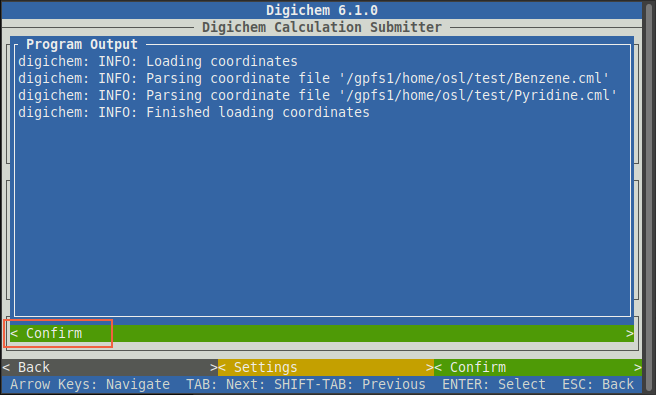 Digichem 6.1.0
Digichem Calculation Submitter
Program Output
digichem: INFO: Loading coordinates
digichem: INFO: Parsing coordinate file '/gpfs1/home/osl/test/Benzene.cml'
digichem: INFO: Parsing coordinate file '/gpfs1/home/osl/test/Pyridine.cml'
digichem: INFO: Finished loading coordinates
< Confirm >
< Back >< Settings >< Confirm >
Arrow Keys: Navigate TAB: Next: SHIFT-TAB: Previous ENTER: Select ESC: Back